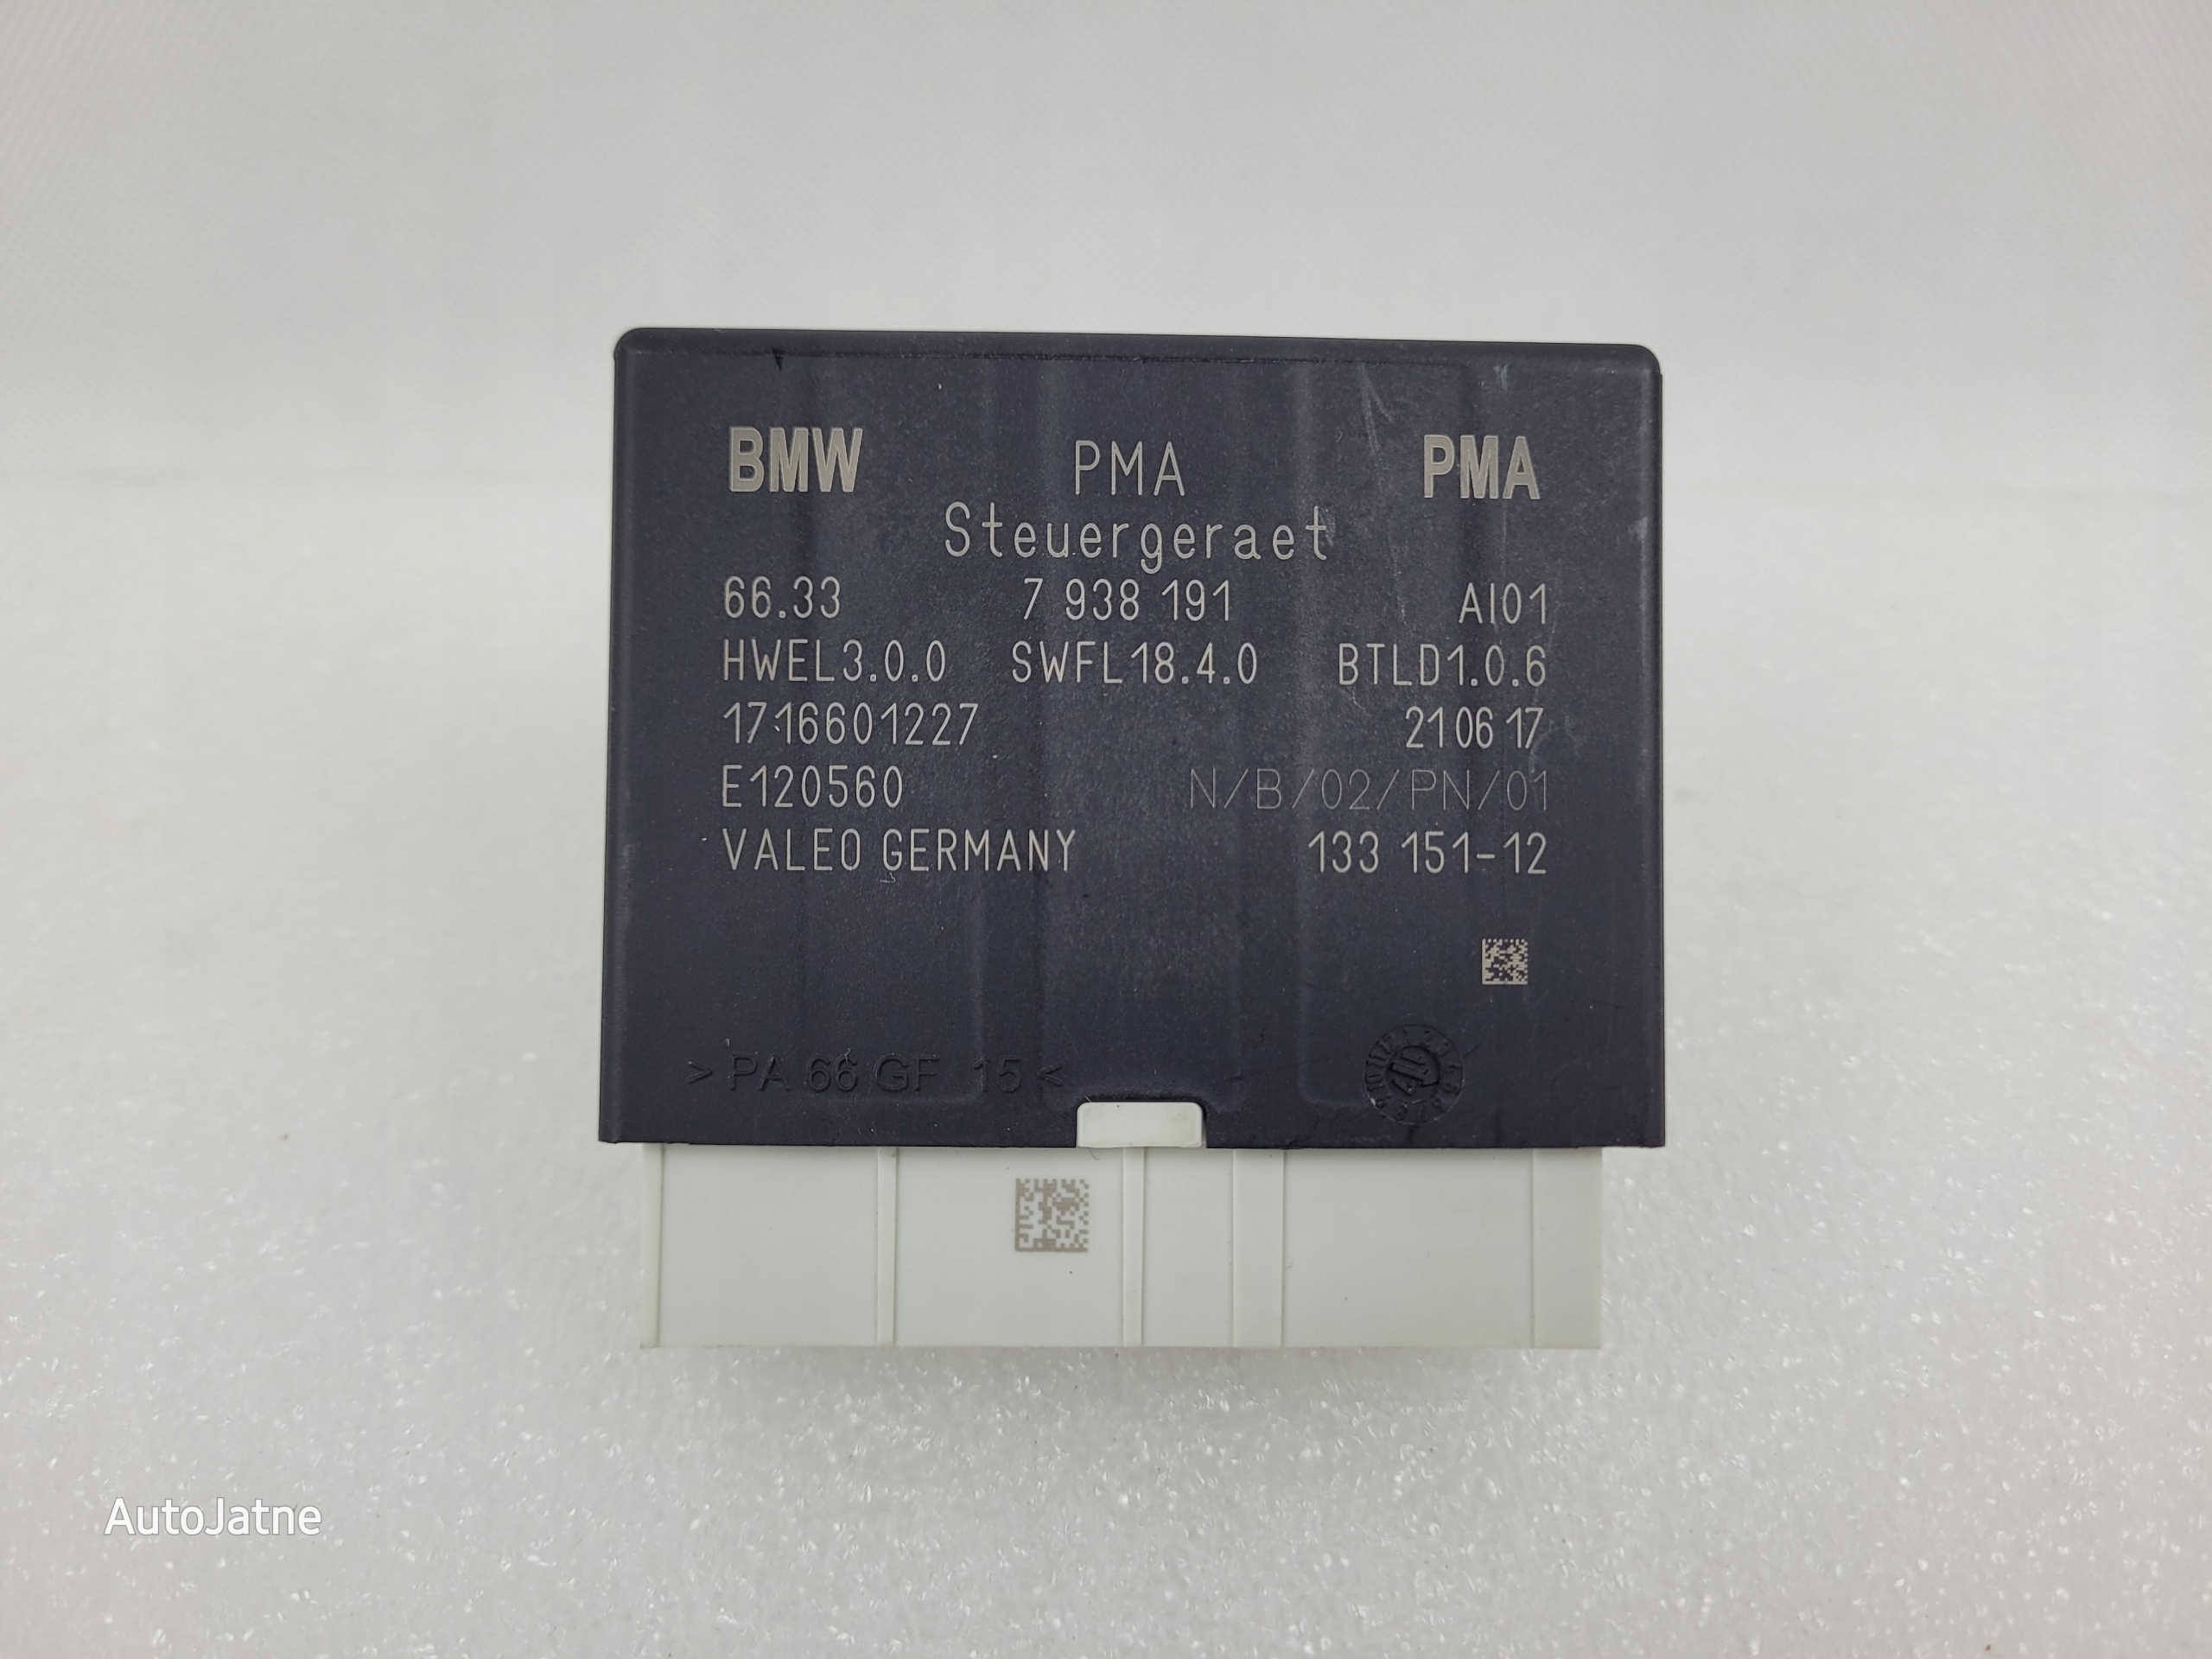 BMW PMA PMA
Steuergeraet
66.33 7 938 191 AI01
HWEL3.0.0 SWFL18.4.0 BTLD1.0.6
1716601227 210617
E120560 N/B/02/PN/01
VALEO GERMANY 133 151-12
> PA 66 GF 15 <
AutoJatne